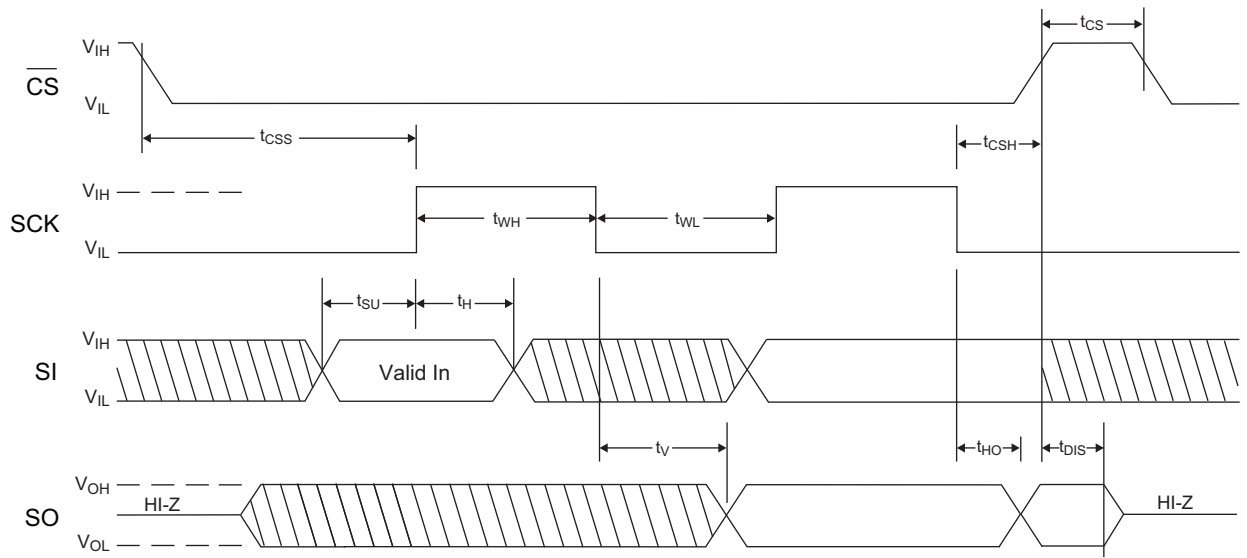 tCS
VIH
CS
VIL
tCSS
tCSH
VIH
SCK
tWH
tWL
VIL
tSU
tH
VIH
SI
Valid In
VIL
tV
tHO
tDIS
VOH
HI-Z
HI-Z
SO
VOL